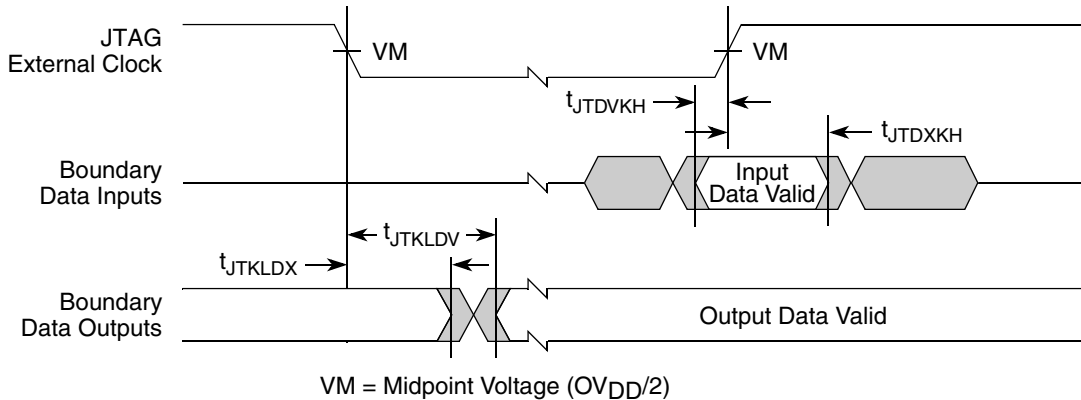 JTAG
External Clock
VM
VM
tJTDVKH
tJTDXKH
Boundary
Data Inputs
Input
Data Valid
tJTKLDV
tJTKLDX
Boundary
Data Outputs
Output Data Valid
VM = Midpoint Voltage (OVDD/2)